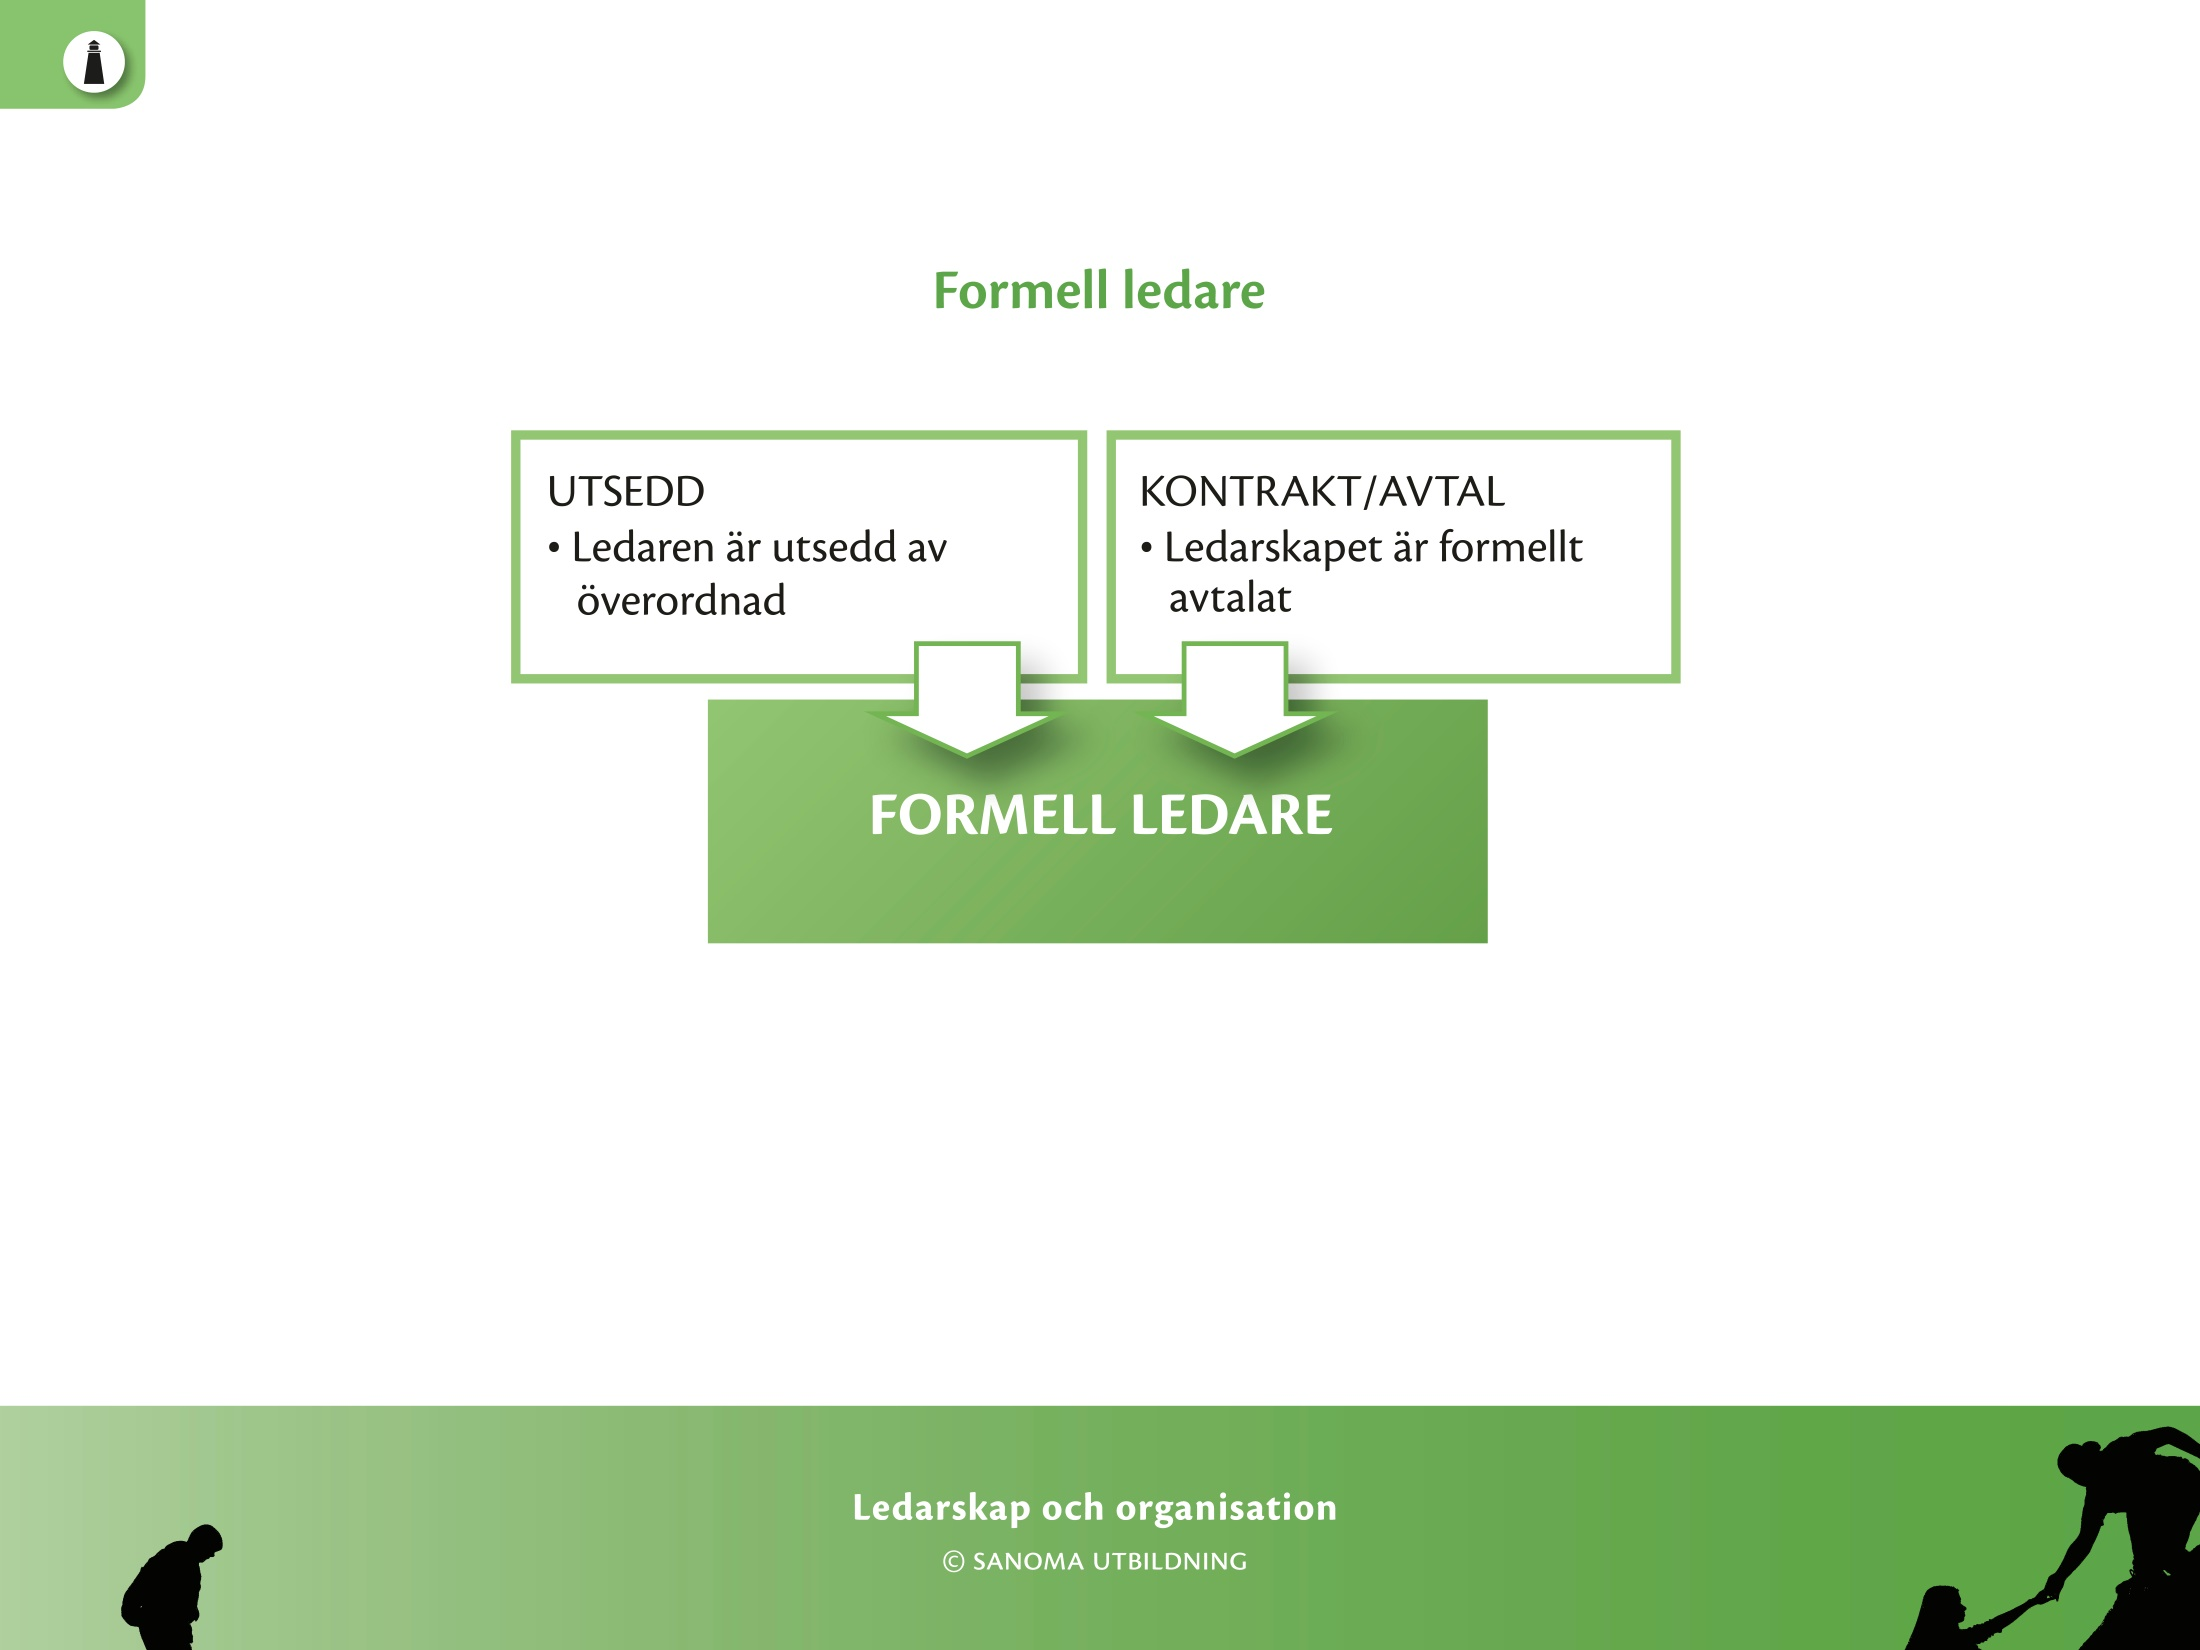 Formell ledare
UTSEDD
• Ledaren är utsedd av
överordnad
KONTRAKT/AVTAL
• Ledarskapet är formellt
avtalat
FORMELL LEDARE
Ledarskap och organisation
© SANOMA UTBILDNING